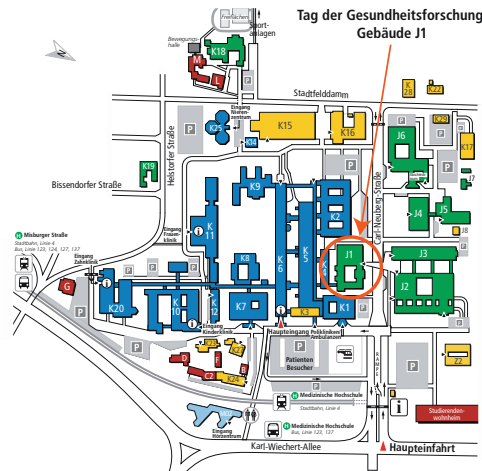 Tag der Gesundheitsforschung
Gebäude J1
Freiflächen
Sport-
anlagen
Bewegungs-
halle
K18
M
L
Stadtfelddamm
K
28
K22
Eingang
Nieren-
zentrum
K25
K15
K16
K29
K17
J6
K14
Helstorfer Straße
K19
Bissendorfer Straße
K9
K2
Carl-Neuberg-Straße
J7
J4
J5
J8
H Misburger Straße
Stadtbahn, Linie 4
Bus, Linie 123, 124, 127, 137
Eingang
Frauen-
klinik
K
11
K
6
K
5
J1
J3
Eingang
Zahnklinik
K8
J2
G
K20
K
10
K
12
K7
K3
K1
Eingang
Kinderklinik
Haupteingang
Polikliniken/
Ambulanzen
Patienten
Besucher
D
C2
B
K24
Z2
H Medizinische Hochschule
Stadtbahn, Linie 4
Studierenden-
wohnheim
Eingang
Hörzentrum
H Medizinische Hochschule
Bus, Linie 123, 137
Karl-Wiechert-Allee
Haupteinfahrt